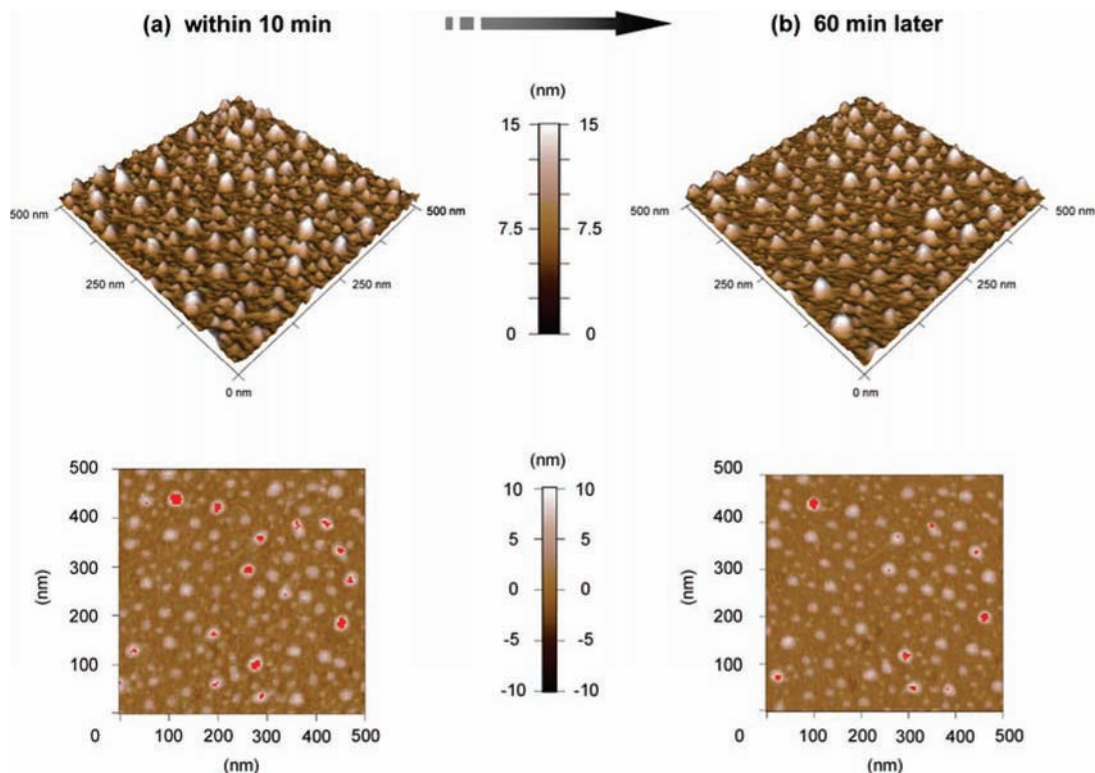 (a) within 10 min
(b) 60 min later
(nm)
15 15
7.5 7.5
0 0
500 nm
500 nm
250 nm
250 nm
0 nm
500 nm
500 nm
250 nm
250 nm
0 nm
500
400
300
200
100
0 100 200 300 400 500
(nm)
(nm)
(nm)
10 10
5 5
0 0
-5 -5
-10 -10
500
400
300
200
100
0 100 200 300 400 500
(nm)
(nm)